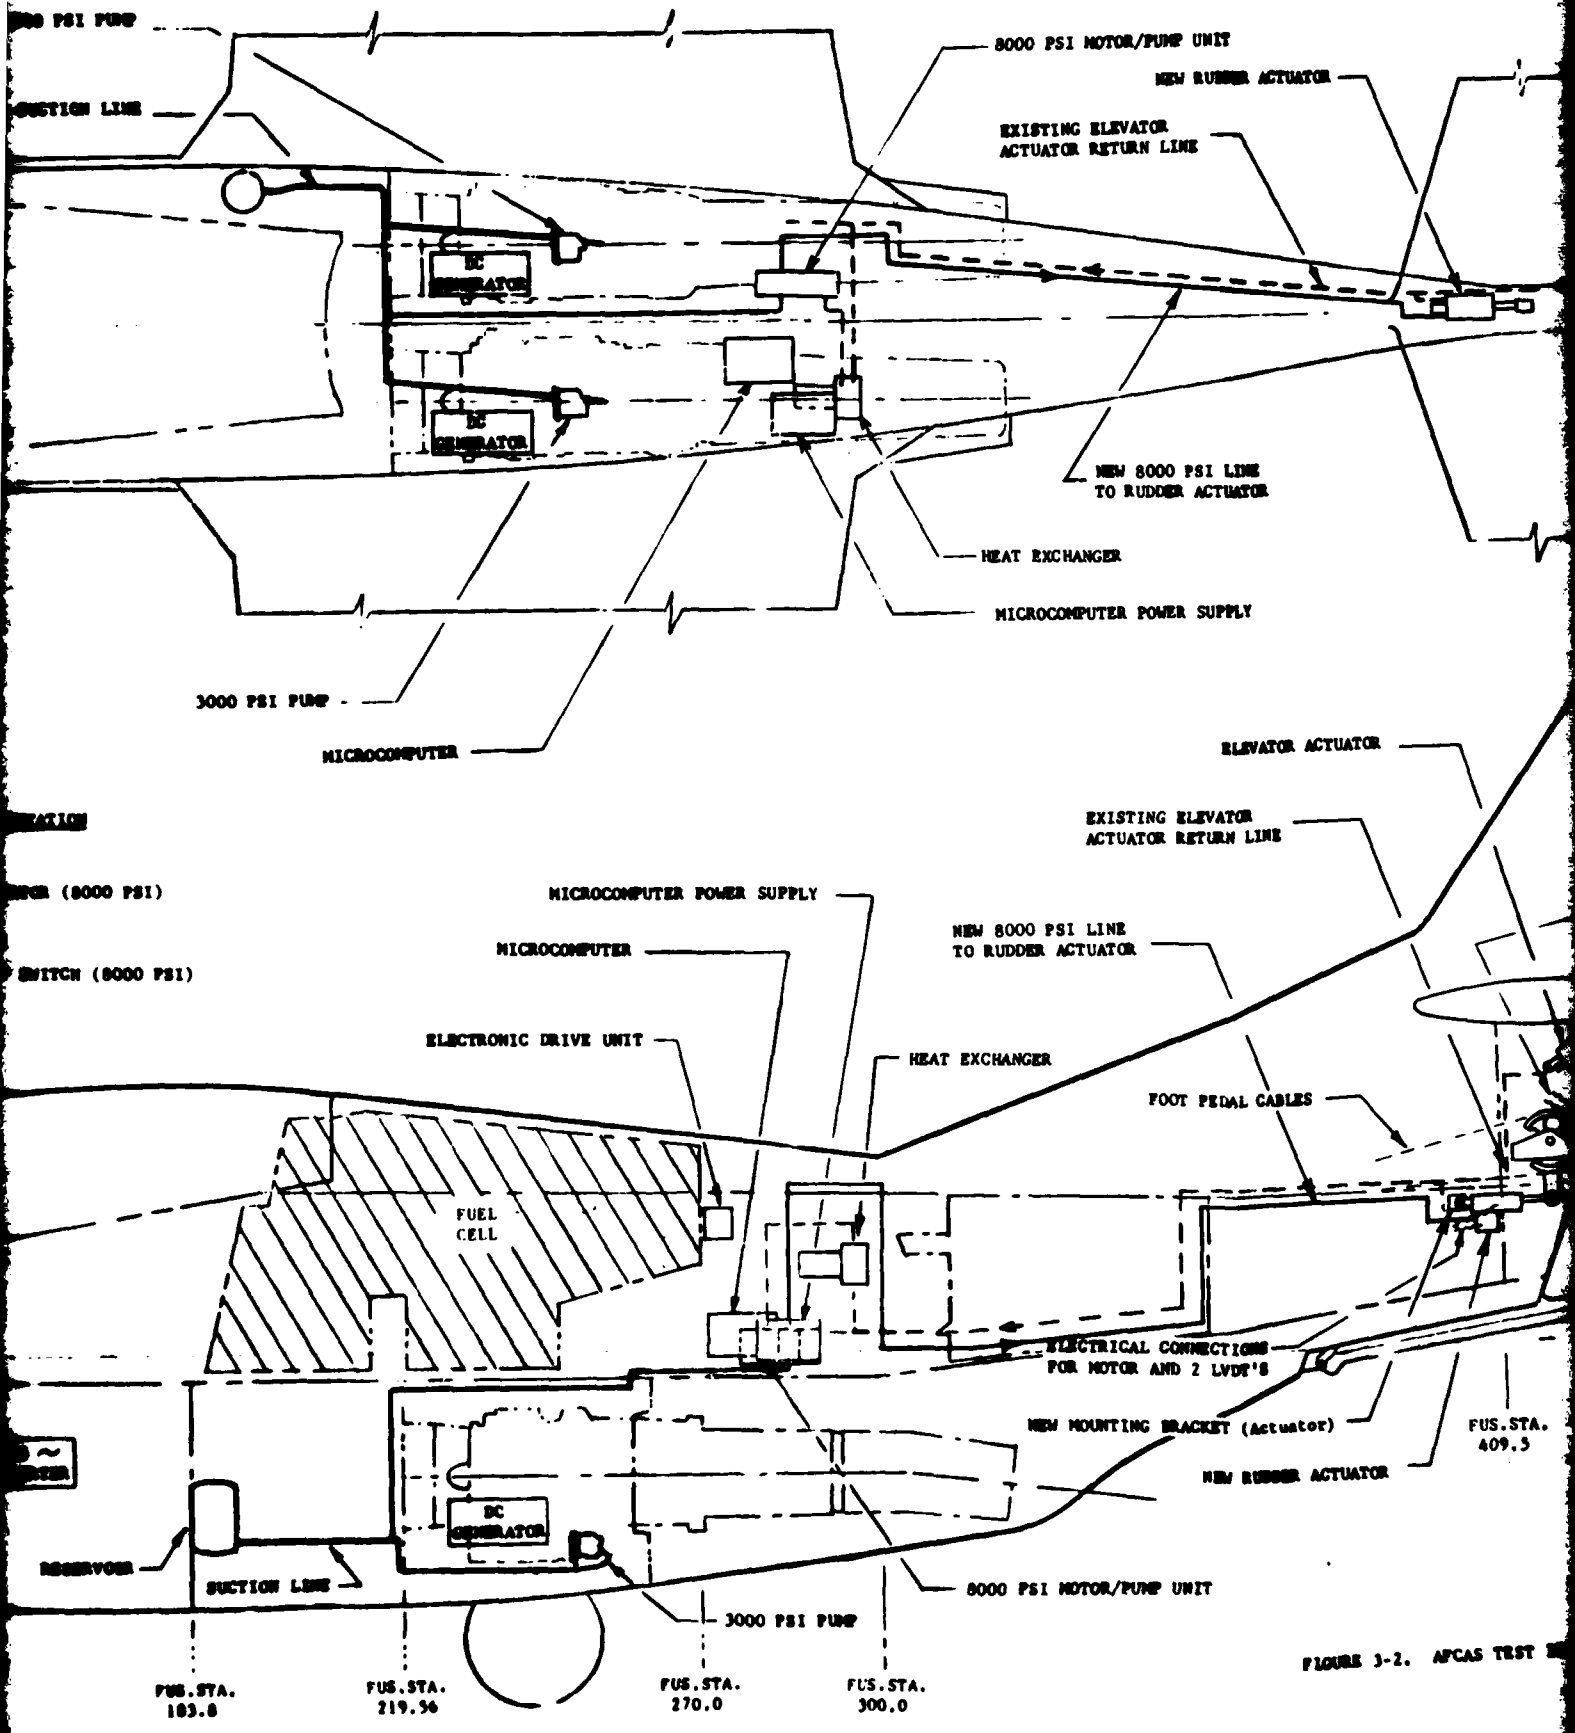 PSI PUMP
8000 PSI MOTOR/PUMP UNIT
NEW RUDDER ACTUATOR
SUCTION LINE
EXISTING ELEVATOR
ACTUATOR RETURN LINE
DC
GENERATOR
DC
GENERATOR
NEW 8000 PSI LINE
TO RUDDER ACTUATOR
HEAT EXCHANGER
MICROCOMPUTER POWER SUPPLY
3000 PSI PUMP
MICROCOMPUTER
ELEVATOR ACTUATOR
EXISTING ELEVATOR
ACTUATOR RETURN LINE
(8000 PSI)
MICROCOMPUTER POWER SUPPLY
NEW 8000 PSI LINE
TO RUDDER ACTUATOR
MICROCOMPUTER
SWITCH (8000 PSI)
ELECTRONIC DRIVE UNIT
HEAT EXCHANGER
FOOT PEDAL CABLES
FUEL
CELL
ELECTRICAL CONNECTIONS
FOR MOTOR AND 2 LVDT'S
NEW MOUNTING BRACKET (Actuator)
FUS.STA.
409.5
NEW RUDDER ACTUATOR
DC
GENERATOR
RESERVOIR
SUCTION LINE
8000 PSI MOTOR/PUMP UNIT
3000 PSI PUMP
FUS.STA.
183.8
FUS.STA.
219.56
FUS.STA.
270.0
FUS.STA.
300.0
FIGURE 3-2. AFCAS TEST